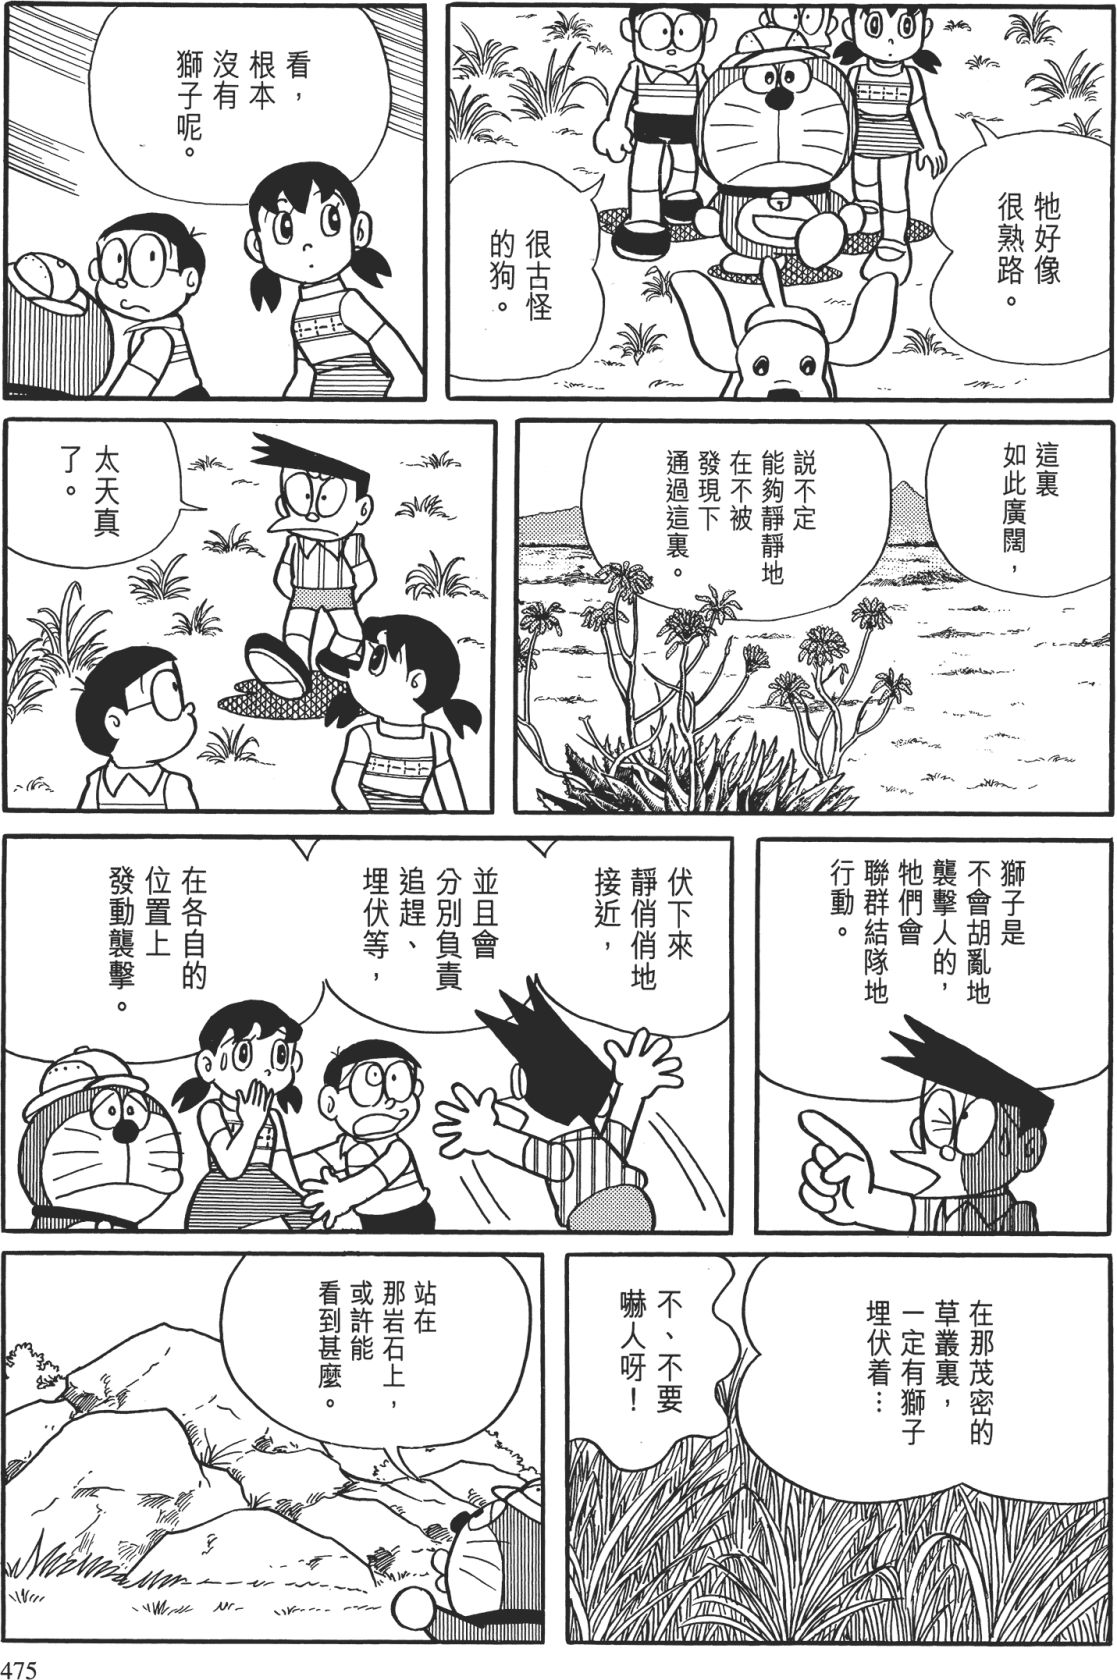 牠好像
很熟路。
很古怪
的狗。
看，
根本
沒有
獅子呢。
這裏
如此廣闊，
說不定
能夠靜靜地
在不被
發現下
通過這裏。
太天真
了。
獅子是
不會胡亂地
襲擊人的，
牠們會
聯群結隊地
行動。
伏下來
靜俏俏地
接近，
並且會
分別負責
追趕、
埋伏等，
在各自的
位置上
發動襲擊。
在那茂密的
草叢裏，
一定有獅子
埋伏着…
不、不要
嚇人呀！
站在
那岩石上，
或許能
看到甚麼。
475